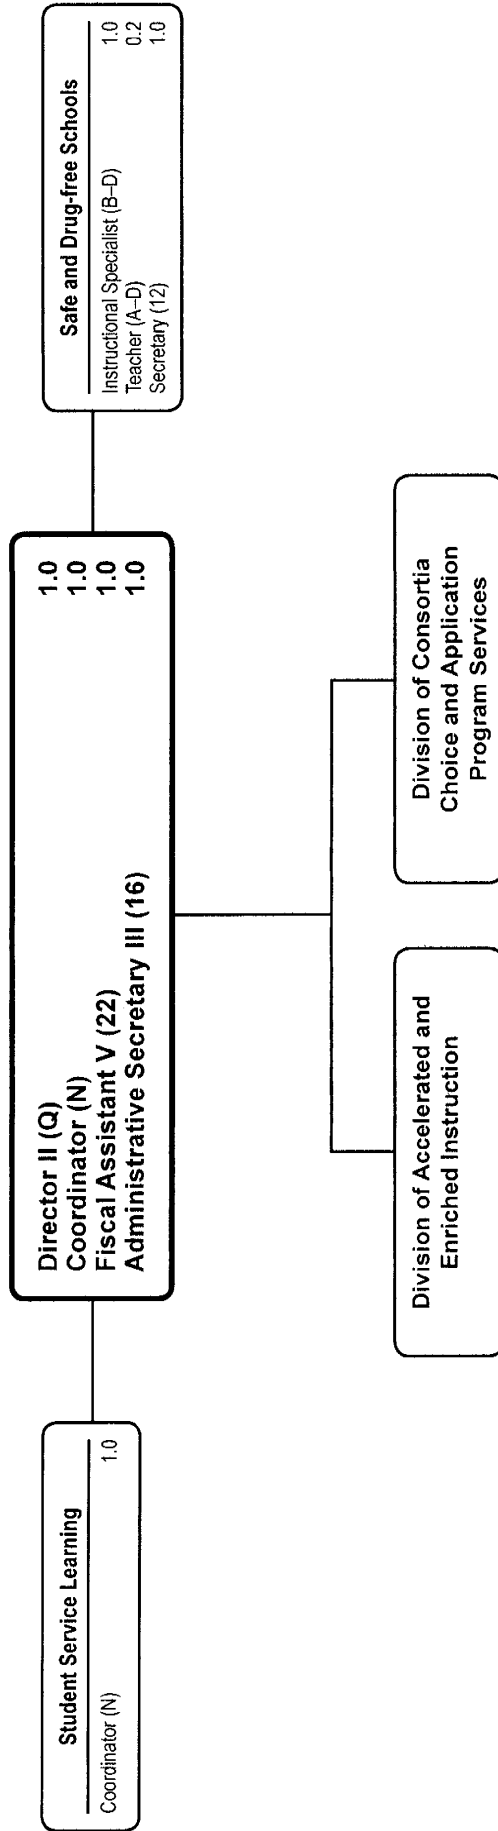 Student Service Learning
Coordinator (N) 1.0
Director II (Q) 1.0
Coordinator (N) 1.0
Fiscal Assistant V (22) 1.0
Administrative Secretary III (16) 1.0
Safe and Drug-free Schools
Instructional Specialist (B–D) 1.0
Teacher (A–D) 0.2
Secretary (12) 1.0
Division of Accelerated and
Enriched Instruction
Division of Consortia
Choice and Application
Program Services